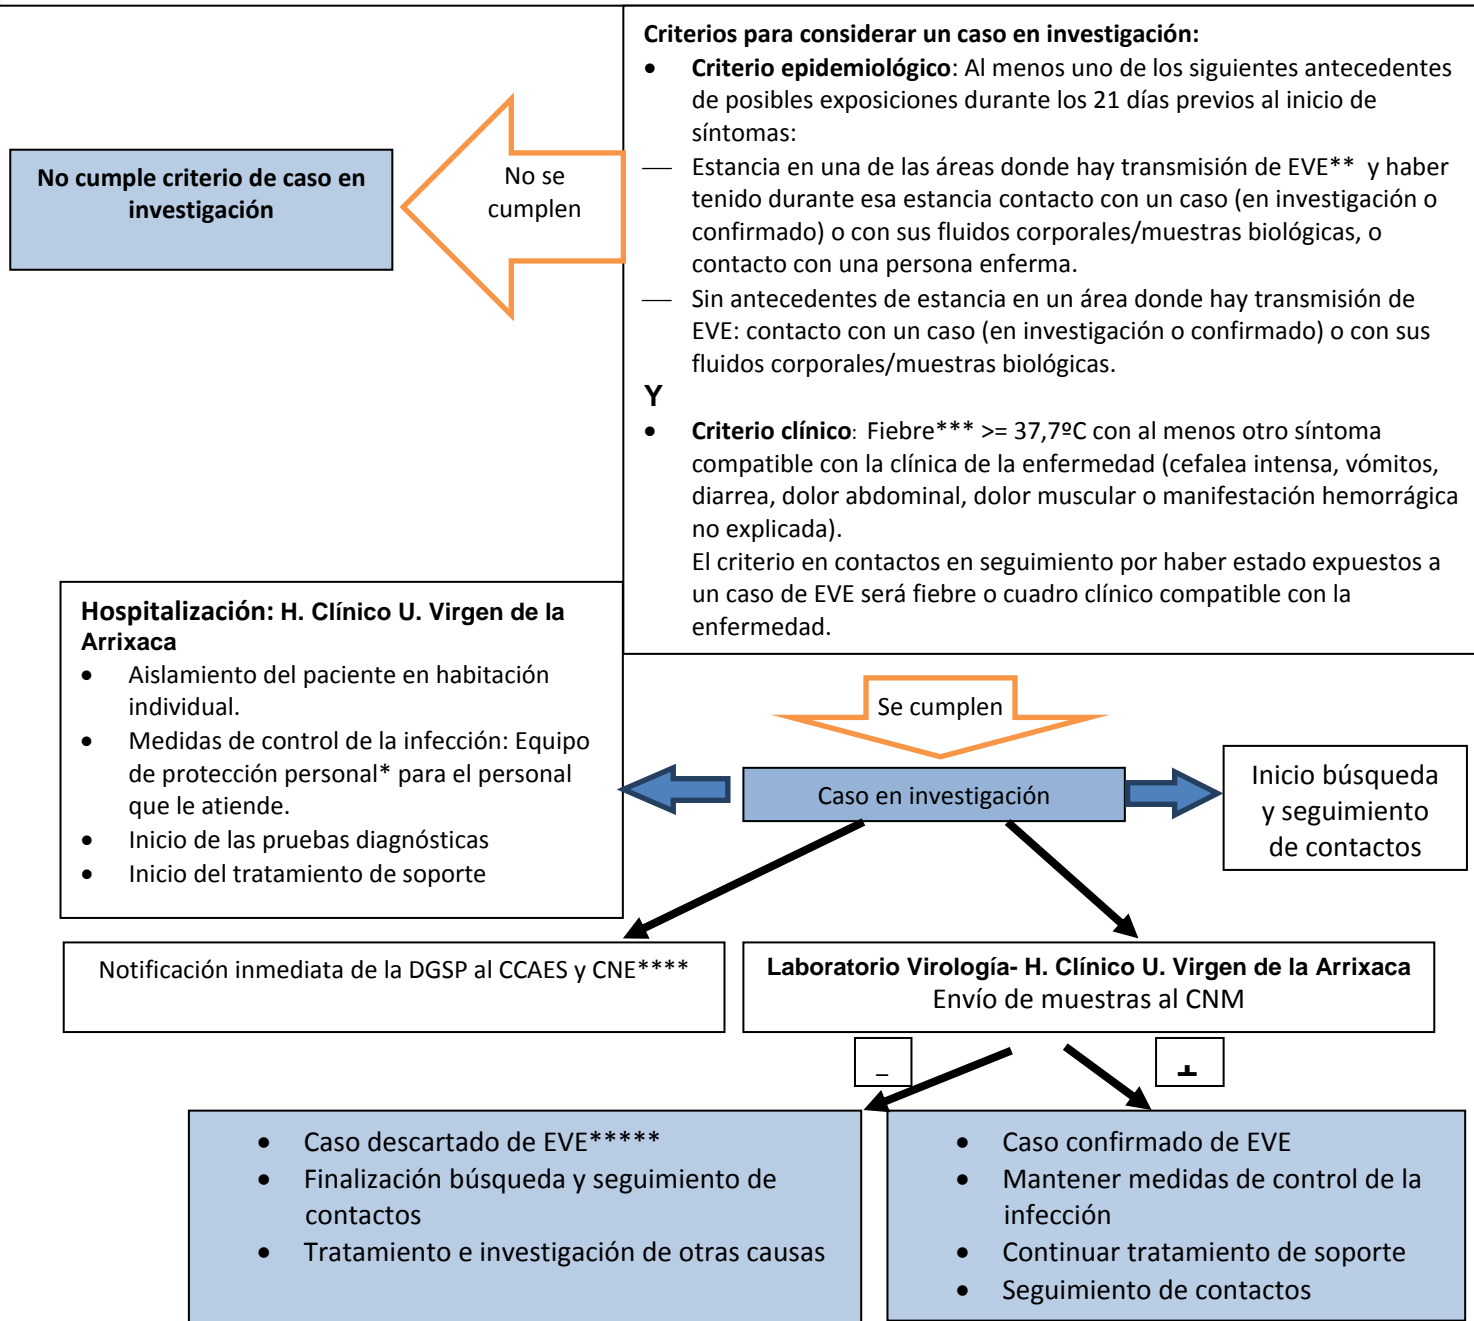 Criterios para considerar un caso en investigación:
• Criterio epidemiológico: Al menos uno de los siguientes antecedentes
de posibles exposiciones durante los 21 días previos al inicio de
síntomas:
— Estancia en una de las áreas donde hay transmisión de EVE** y haber
tenido durante esa estancia contacto con un caso (en investigación o
confirmado) o con sus fluidos corporales/muestras biológicas, o
contacto con una persona enferma.
— Sin antecedentes de estancia en un área donde hay transmisión de
EVE: contacto con un caso (en investigación o confirmado) o con sus
fluidos corporales/muestras biológicas.
Y
• Criterio clínico: Fiebre*** >= 37,7ºC con al menos otro síntoma
compatible con la clínica de la enfermedad (cefalea intensa, vómitos,
diarrea, dolor abdominal, dolor muscular o manifestación hemorrágica
no explicada).
El criterio en contactos en seguimiento por haber estado expuestos a
un caso de EVE será fiebre o cuadro clínico compatible con la
enfermedad.
No se
cumplen
No cumple criterio de caso en
investigación
Se cumplen
Caso en investigación
Hospitalización: H. Clínico U. Virgen de la
Arrixaca
• Aislamiento del paciente en habitación
individual.
• Medidas de control de la infección: Equipo
de protección personal* para el personal
que le atiende.
• Inicio de las pruebas diagnósticas
• Inicio del tratamiento de soporte
Inicio búsqueda
y seguimiento
de contactos
Notificación inmediata de la DGSP al CCAES y CNE****
Laboratorio Virología- H. Clínico U. Virgen de la Arrixaca
Envío de muestras al CNM
_
+
• Caso descartado de EVE*****
• Finalización búsqueda y seguimiento de
contactos
• Tratamiento e investigación de otras causas
• Caso confirmado de EVE
• Mantener medidas de control de la
infección
• Continuar tratamiento de soporte
• Seguimiento de contactos